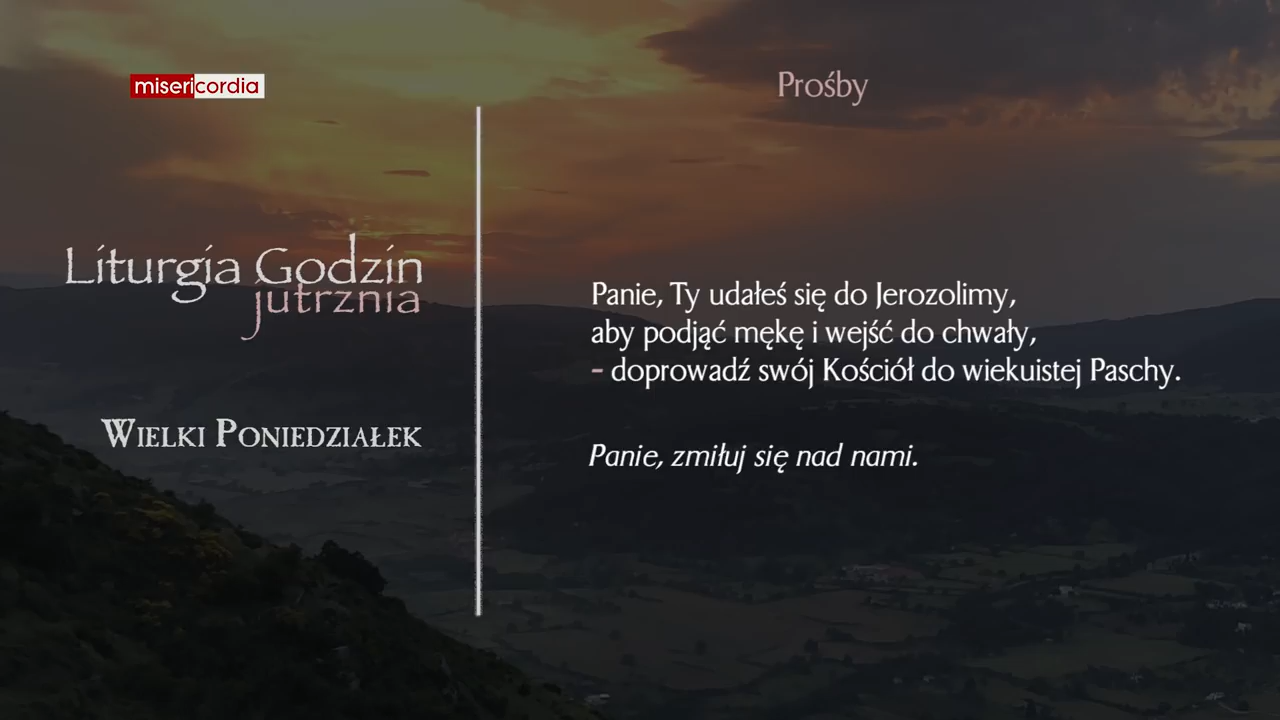 misericordia
Liturgia Godzin
jutrznia
Wielki Poniedziałek
Prośby
Panie, Ty udałeś się do Jerozolimy,
aby podjąć mękę i wejść do chwały,
- doprowadź swój Kościół do wiekuistej Paschy.
Panie, zmiłuj się nad nami.